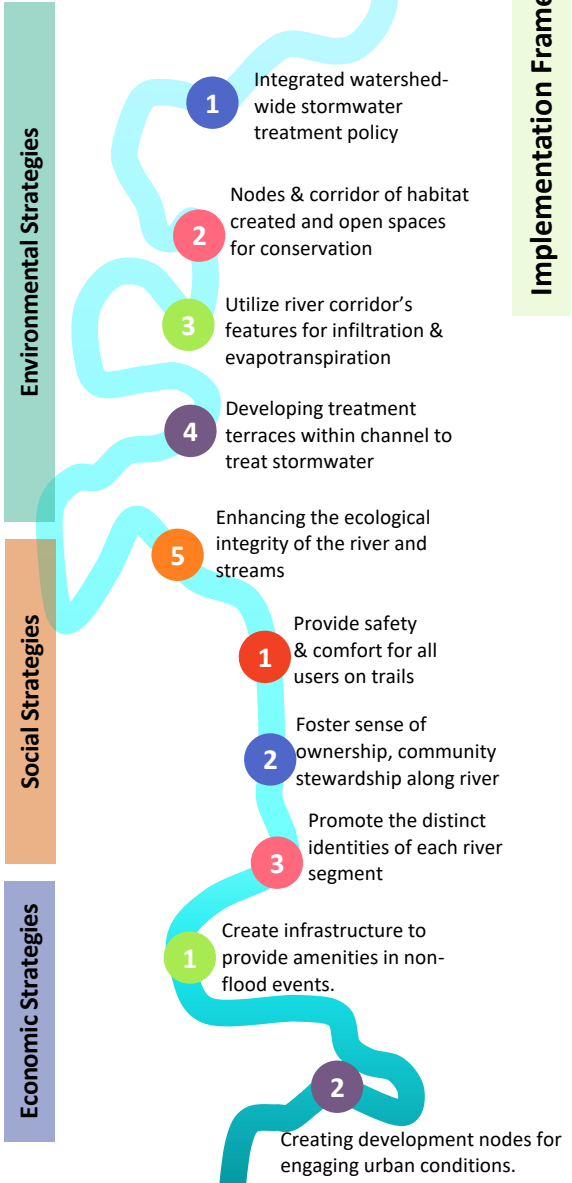 Implementation Frame
Environmental Strategies
1
Integrated watershed-
wide stormwater
treatment policy
2
Nodes & corridor of habitat
created and open spaces
for conservation
3
Utilize river corridor's
features for infiltration &
evapotranspiration
4
Developing treatment
terraces within channel to
treat stormwater
5
Enhancing the ecological
integrity of the river and
streams
Social Strategies
1
Provide safety
& comfort for all
users on trails
2
Foster sense of
ownership, community
stewardship along river
3
Promote the distinct
identities of each river
segment
Economic Strategies
1
Create infrastructure to
provide amenities in non-
flood events.
2
Creating development nodes for
engaging urban conditions.